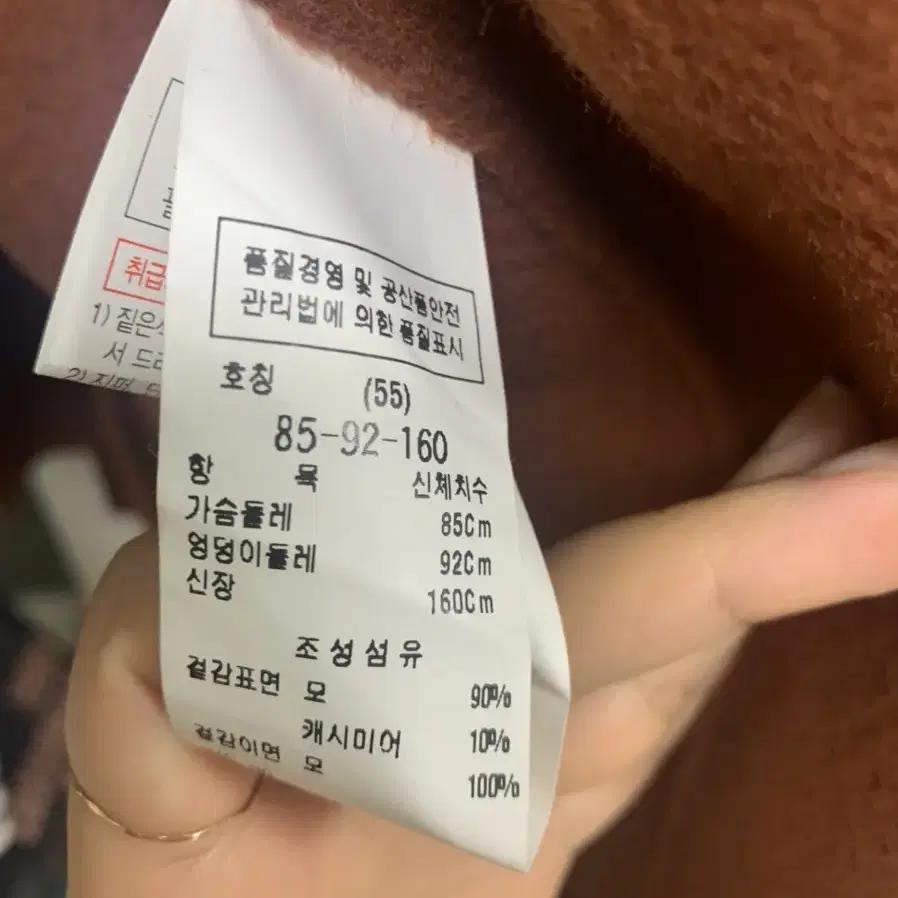 품질경영 및 공산품안전
관리법에 의한 품질표시
호칭 (55)
85-92-160
항 목 신체치수
가슴둘레 85Cm
엉덩이둘레 92Cm
신장 160Cm
조성섬유
겉감표면 모 90%
캐시미어 10%
겉감이면 모 100%
취급
1) 짙은
서 드
2) 지퍼